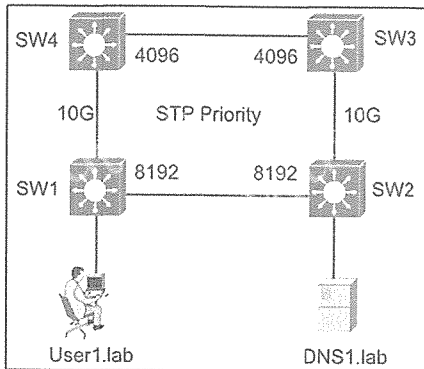 SW4
4096
4096
SW3
10G
STP Priority
10G
SW1
8192
8192
SW2
User1.lab
DNS1.lab